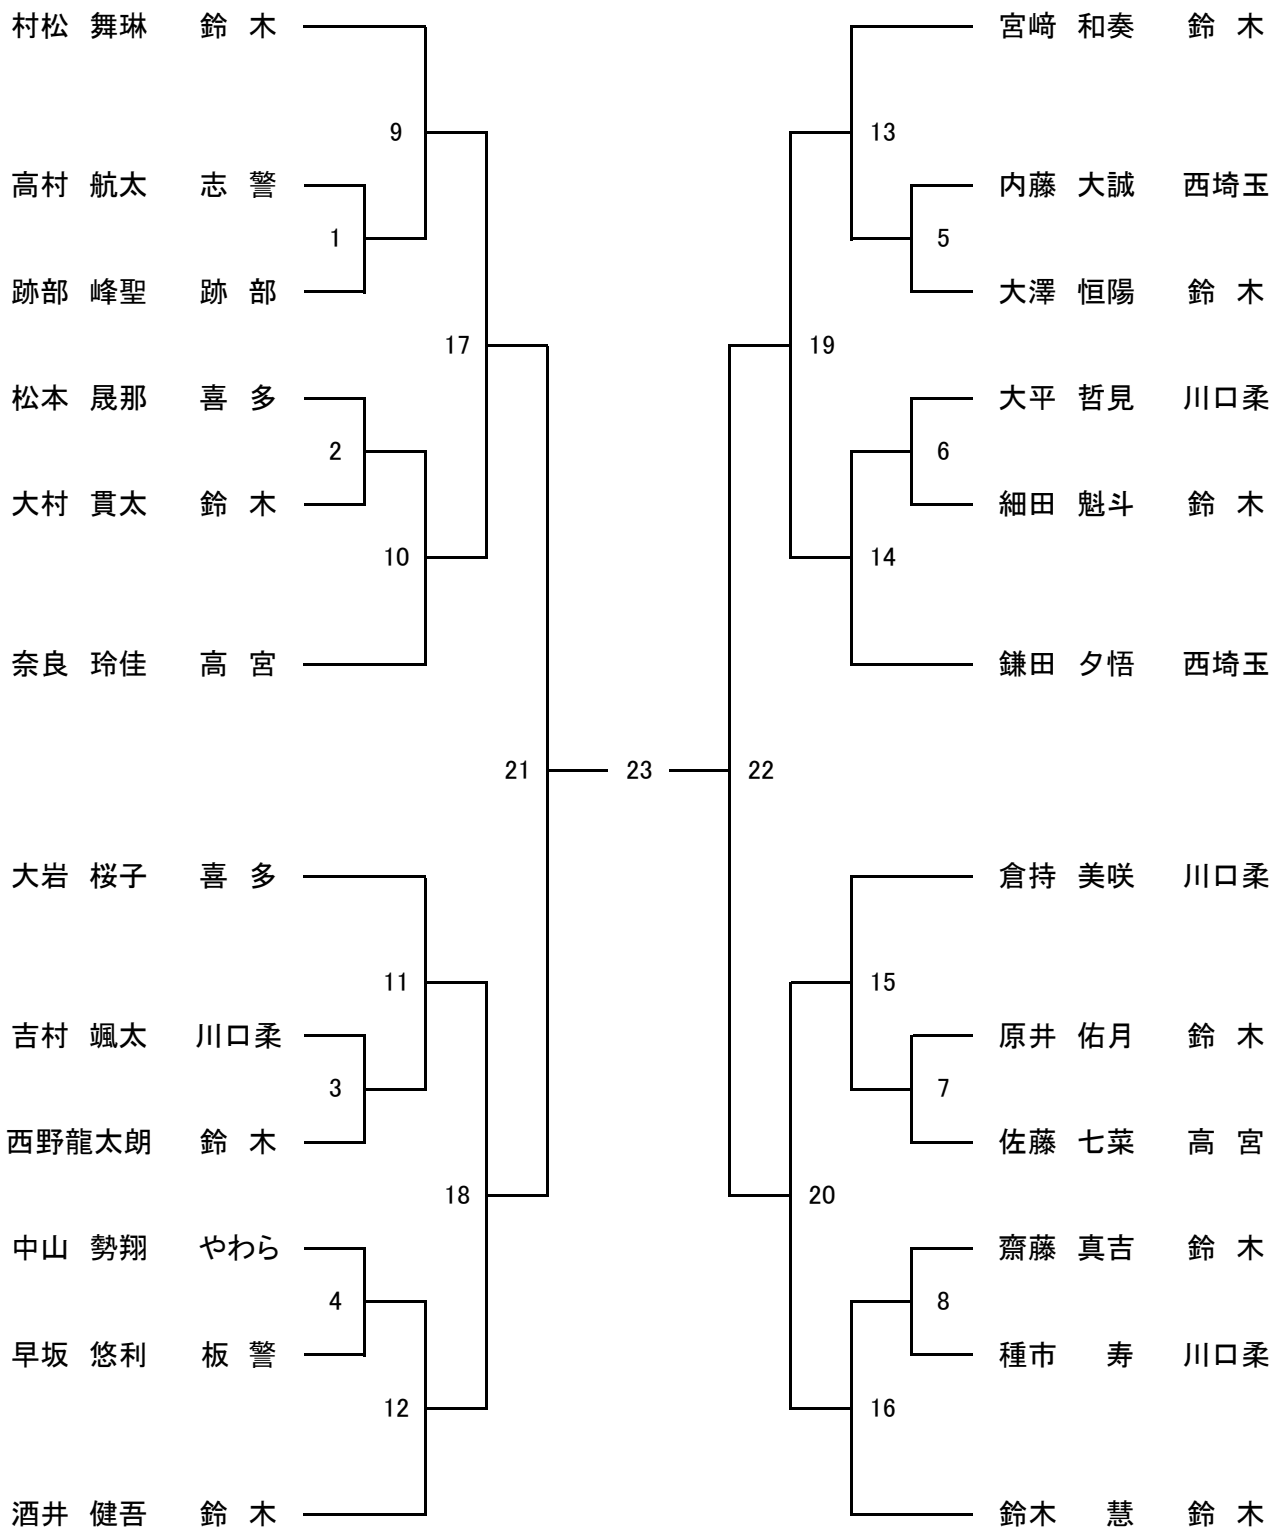 村松 舞琳 鈴 木
9
高村 航太 志 警
1
跡部 峰聖 跡 部
17
松本 晟那 喜 多
2
大村 貫太 鈴 木
10
奈良 玲佳 高 宮
21
大岩 桜子 喜 多
11
吉村 颯太 川口柔
3
西野龍太朗 鈴 木
18
中山 勢翔 やわら
4
早坂 悠利 板 警
12
酒井 健吾 鈴 木
23
宮﨑 和奏 鈴 木
13
内藤 大誠 西埼玉
5
大澤 恒陽 鈴 木
19
大平 哲見 川口柔
6
細田 魁斗 鈴 木
14
鎌田 夕悟 西埼玉
22
倉持 美咲 川口柔
15
原井 佑月 鈴 木
7
佐藤 七菜 高 宮
20
齋藤 真吉 鈴 木
8
種市 寿 川口柔
16
鈴木 慧 鈴 木